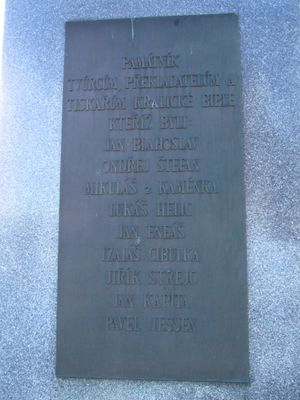 PAMÁTNÍK
TVŮRCŮM, PŘEKLADATELŮM A
TISKAŘŮM KRALICKÉ BIBLE
KTEŘÍŽ BYLI:
JAN BLAHOSLAV
ONDŘEJ ŠTEFAN
MIKULÁŠ Z KAMÉNKA
LUKÁŠ HELIC
JAN ENEÁŠ
IZAIÁŠ CIBULKA
JIŘÍK STREJC
JAN KAPITA
PAVEL JESSEN